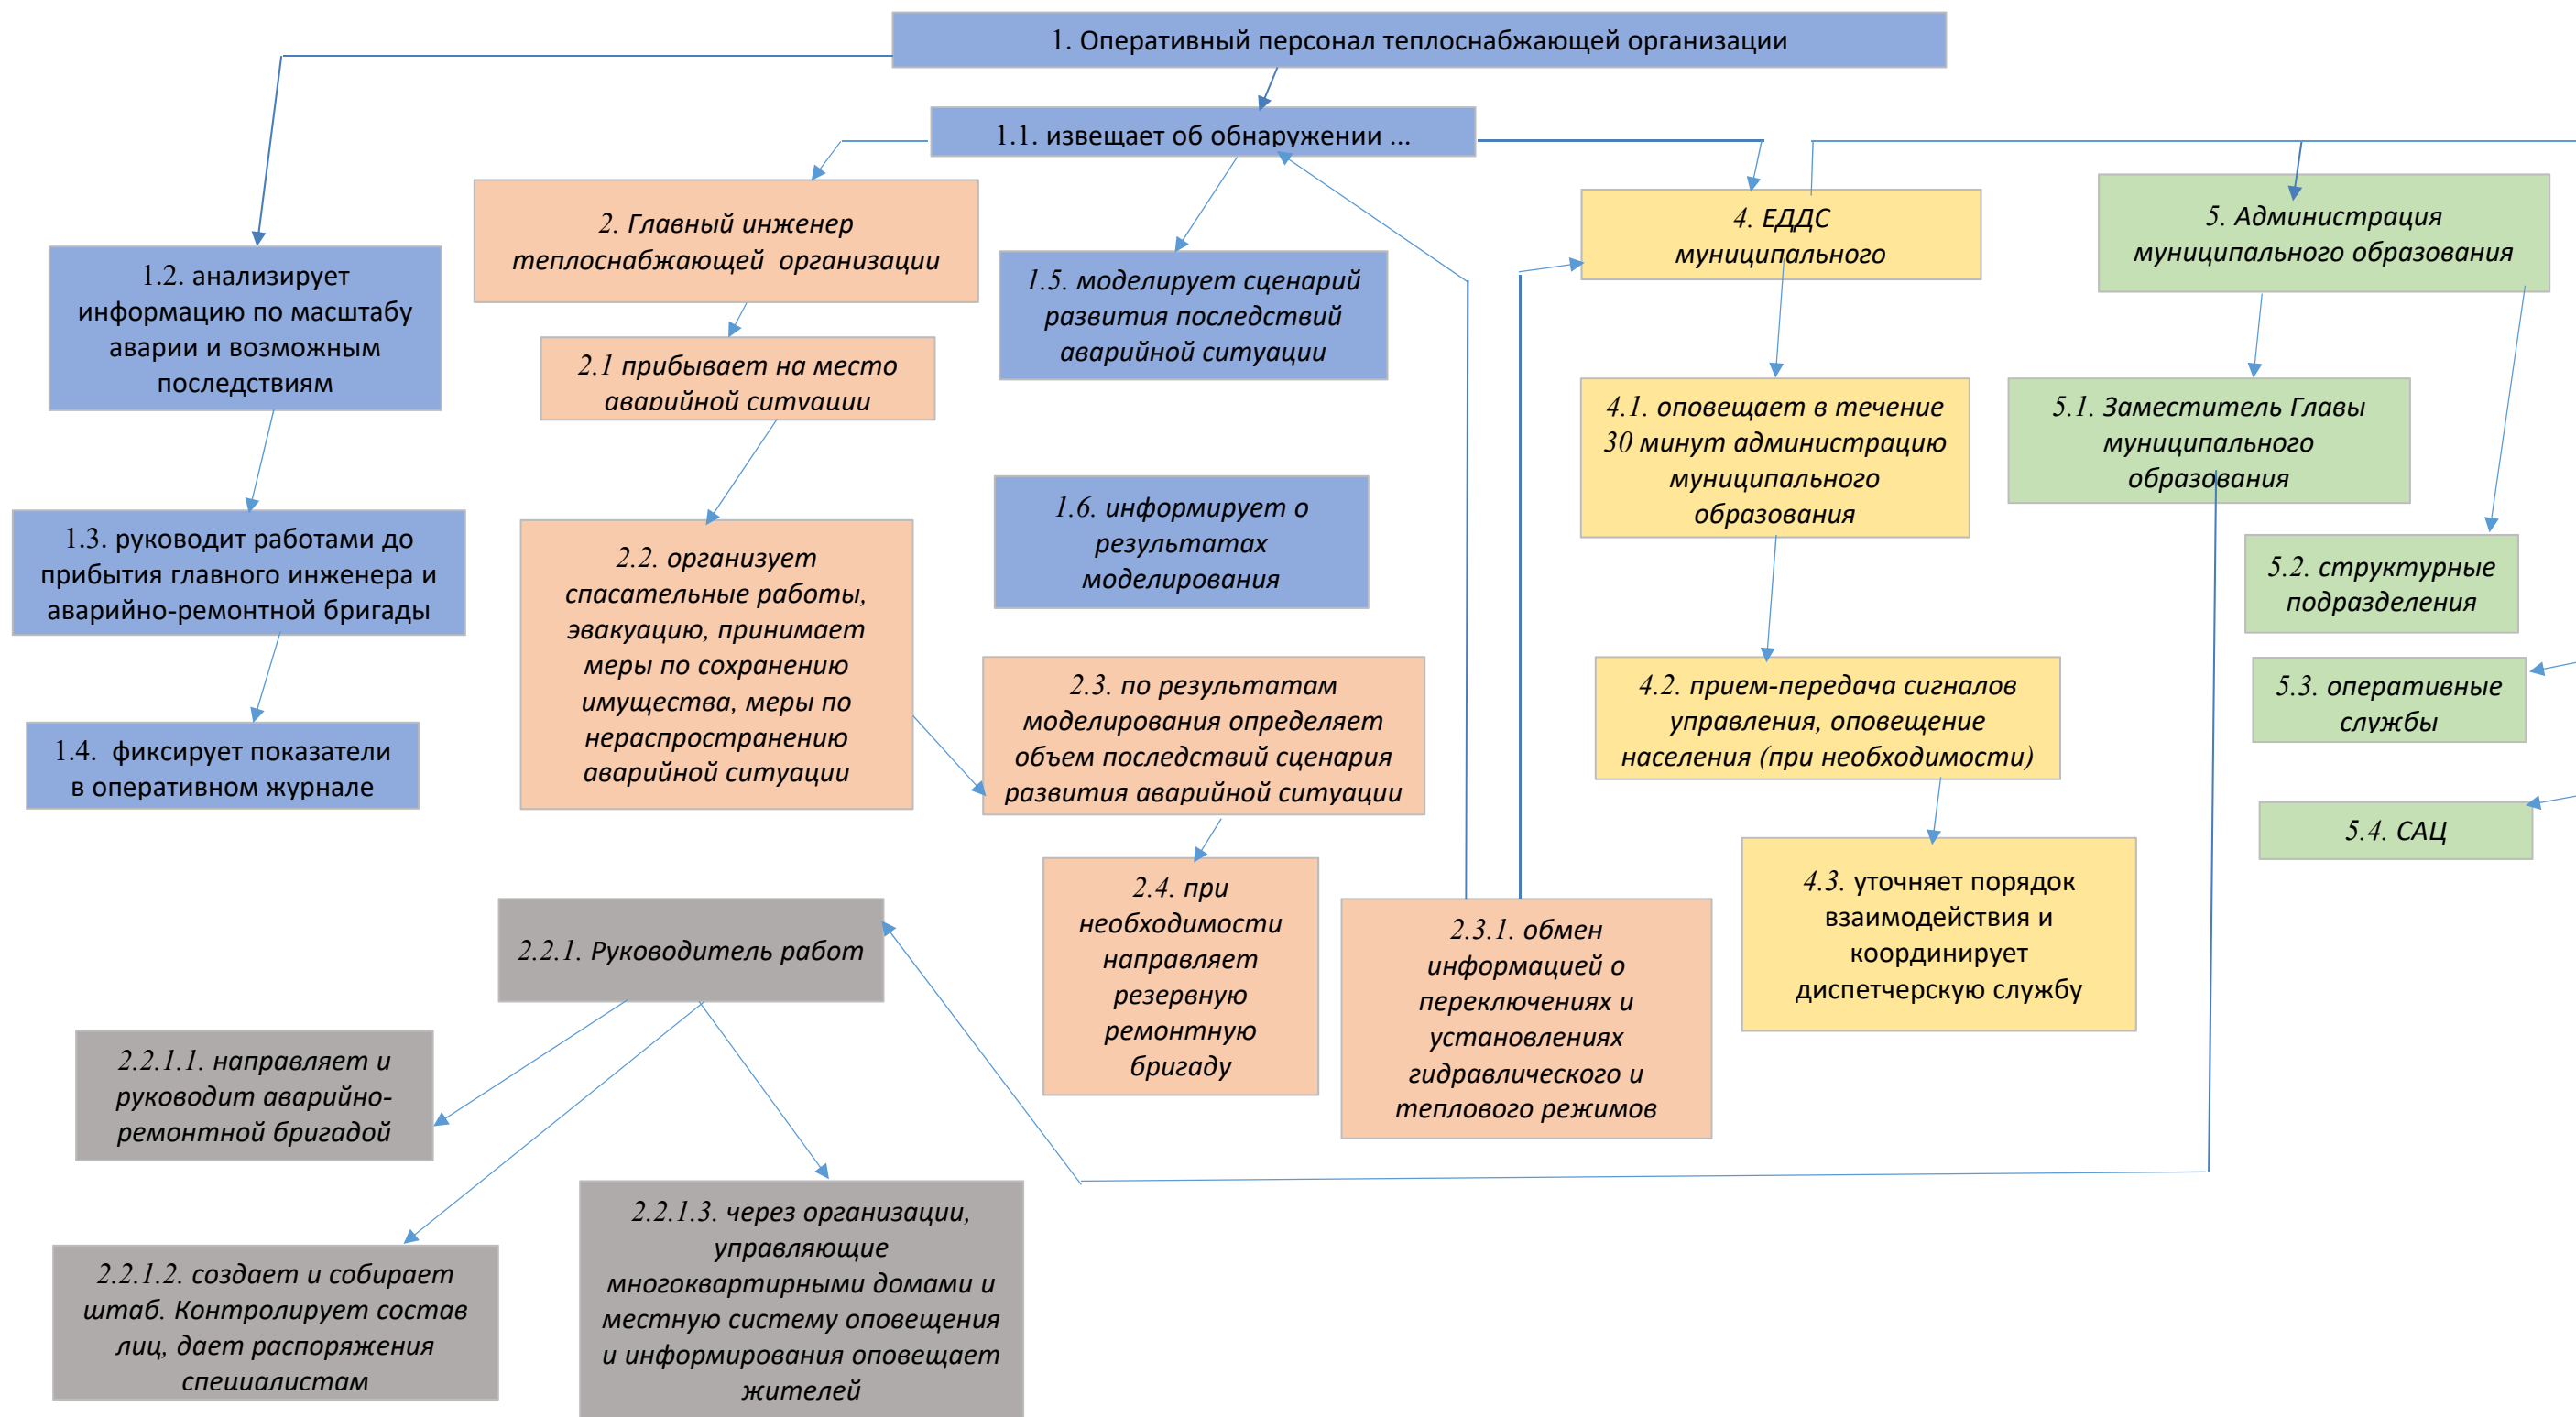 1. Оперативный персонал теплоснабжающей организации
1.1. извещает об обнаружении ...
1.2. анализирует
информацию по масштабу
аварии и возможным
последствиям
1.3. руководит работами до
прибытия главного инженера и
аварийно-ремонтной бригады
1.4. фиксирует показатели
в оперативном журнале
2. Главный инженер
теплоснабжающей организации
2.1 прибывает на место
аварийной ситуации
2.2. организует
спасательные работы,
эвакуацию, принимает
меры по сохранению
имущества, меры по
нераспространению
аварийной ситуации
1.5. моделирует сценарий
развития последствий
аварийной ситуации
1.6. информирует о
результатах
моделирования
2.3. по результатам
моделирования определяет
объем последствий сценария
развития аварийной ситуации
2.4. при
необходимости
направляет
резервную
ремонтную
бригаду
2.3.1. обмен
информацией о
переключениях и
установлениях
гидравлического и
теплового режимов
4. ЕДДС
муниципального
4.1. оповещает в течение
30 минут администрацию
муниципального
образования
4.2. прием-передача сигналов
управления, оповещение
населения (при необходимости)
4.3. уточняет порядок
взаимодействия и
координирует
диспетчерскую службу
5. Администрация
муниципального образования
5.1. Заместитель Главы
муниципального
образования
5.2. структурные
подразделения
5.3. оперативные
службы
5.4. САЦ
2.2.1. Руководитель работ
2.2.1.1. направляет и
руководит аварийно-
ремонтной бригадой
2.2.1.2. создает и собирает
штаб. Контролирует состав
лиц, дает распоряжения
специалистам
2.2.1.3. через организации,
управляющие
многоквартирными домами и
местную систему оповещения
и информирования оповещает
жителей